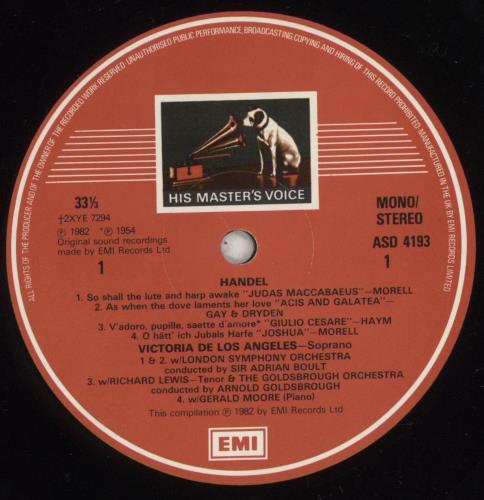 ALL RIGHTS OF THE PRODUCER AND OF THE OWNER OF THE RECORDED WORK RESERVED. UNAUTHORISED PUBLIC PERFORMANCE, BROADCASTING COPYING AND HIRING OF THIS RECORD PROHIBITED. MANUFACTURED IN THE UK BY EMI RECORDS LIMITED
HIS MASTER'S VOICE
33⅓
†2XYE 7294
℗ 1982 *℗ 1954
Original sound recordings
made by EMI Records Ltd
1
MONO/
STEREO
ASD 4193
1
HANDEL
1. So shall the lute and harp awake "JUDAS MACCABAEUS"—MORELL
2. As when the dove laments her love "ACIS AND GALATEA"—
GAY & DRYDEN
3. V'adoro, pupille, saette d'amore* "GIULIO CESARE"—HAYM
4. O hätt' ich Jubals Harfe "JOSHUA"—MORELL
VICTORIA DE LOS ANGELES—Soprano
1 & 2. w/LONDON SYMPHONY ORCHESTRA
conducted by SIR ADRIAN BOULT
3. w/RICHARD LEWIS—Tenor & THE GOLDSBROUGH ORCHESTRA
conducted by ARNOLD GOLDSBROUGH
4. w/GERALD MOORE (Piano)
This compilation ℗ 1982 by EMI Records Ltd
EMI